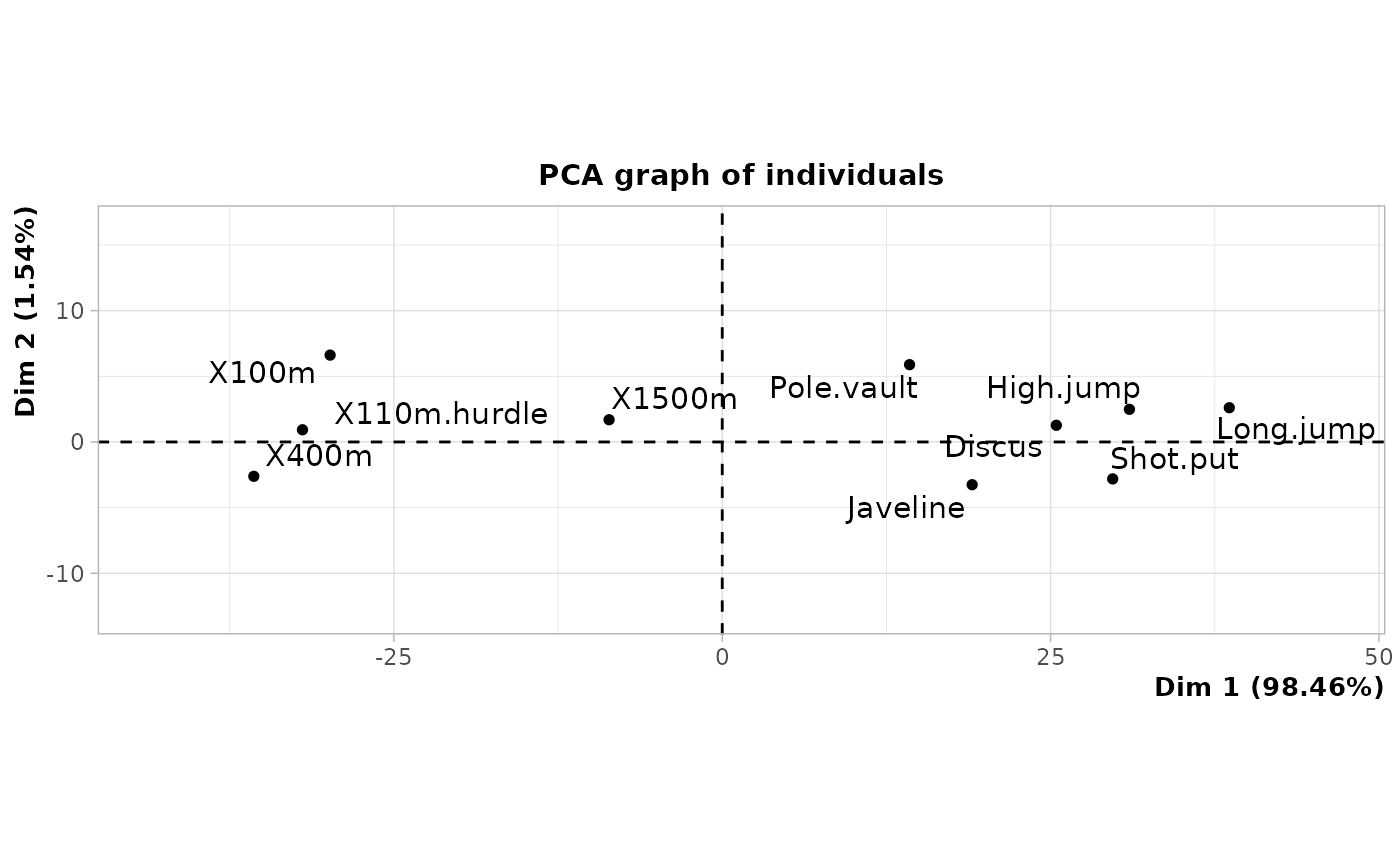 PCA graph of individuals
Dim 2 (1.54%)
10
0
-10
X100m
X110m.hurdle
X400m
X1500m
Pole.vault
High.jump
Long.jump
Discus
Shot.put
Javeline
-25
0
25
50
Dim 1 (98.46%)